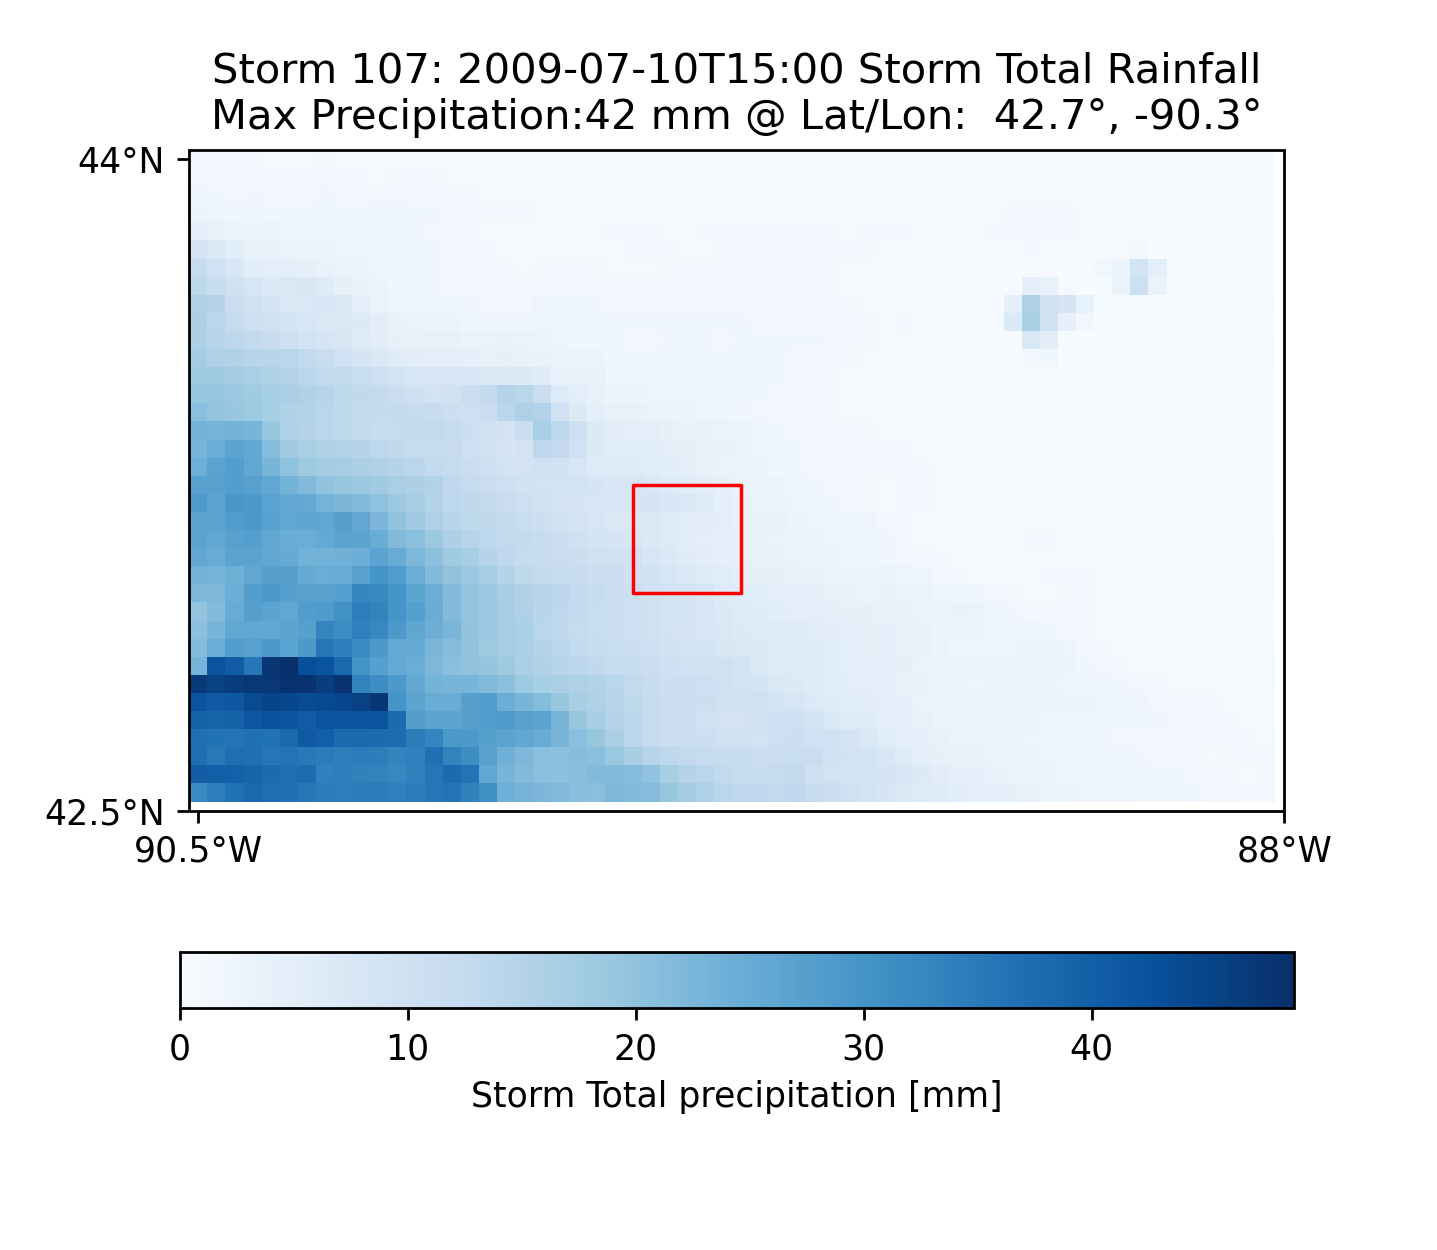 Storm 107: 2009-07-10T15:00 Storm Total Rainfall
Max Precipitation:42 mm @ Lat/Lon:  42.7°, -90.3°
44°N
42.5°N
90.5°W 88°W
0 10 20 30 40
Storm Total precipitation [mm]